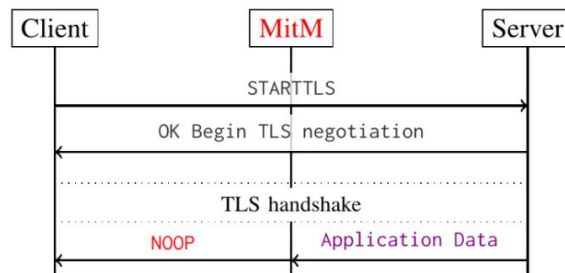 Client MitM Server
STARTTLS
OK Begin TLS negotiation
TLS handshake
NOOP Application Data